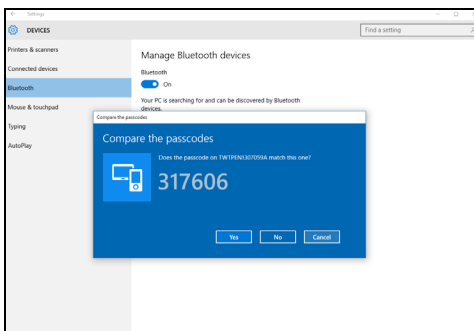 Settings
DEVICES
Find a setting
Printers & scanners
Connected devices
Bluetooth
Mouse & touchpad
Typing
AutoPlay
Manage Bluetooth devices
Bluetooth
On
Your PC is searching for and can be discovered by Bluetooth
devices.
Compare the passcodes
Compare the passcodes
Does the passcode on TWTPENI307D59A match this one?
317606
Yes
No
Cancel